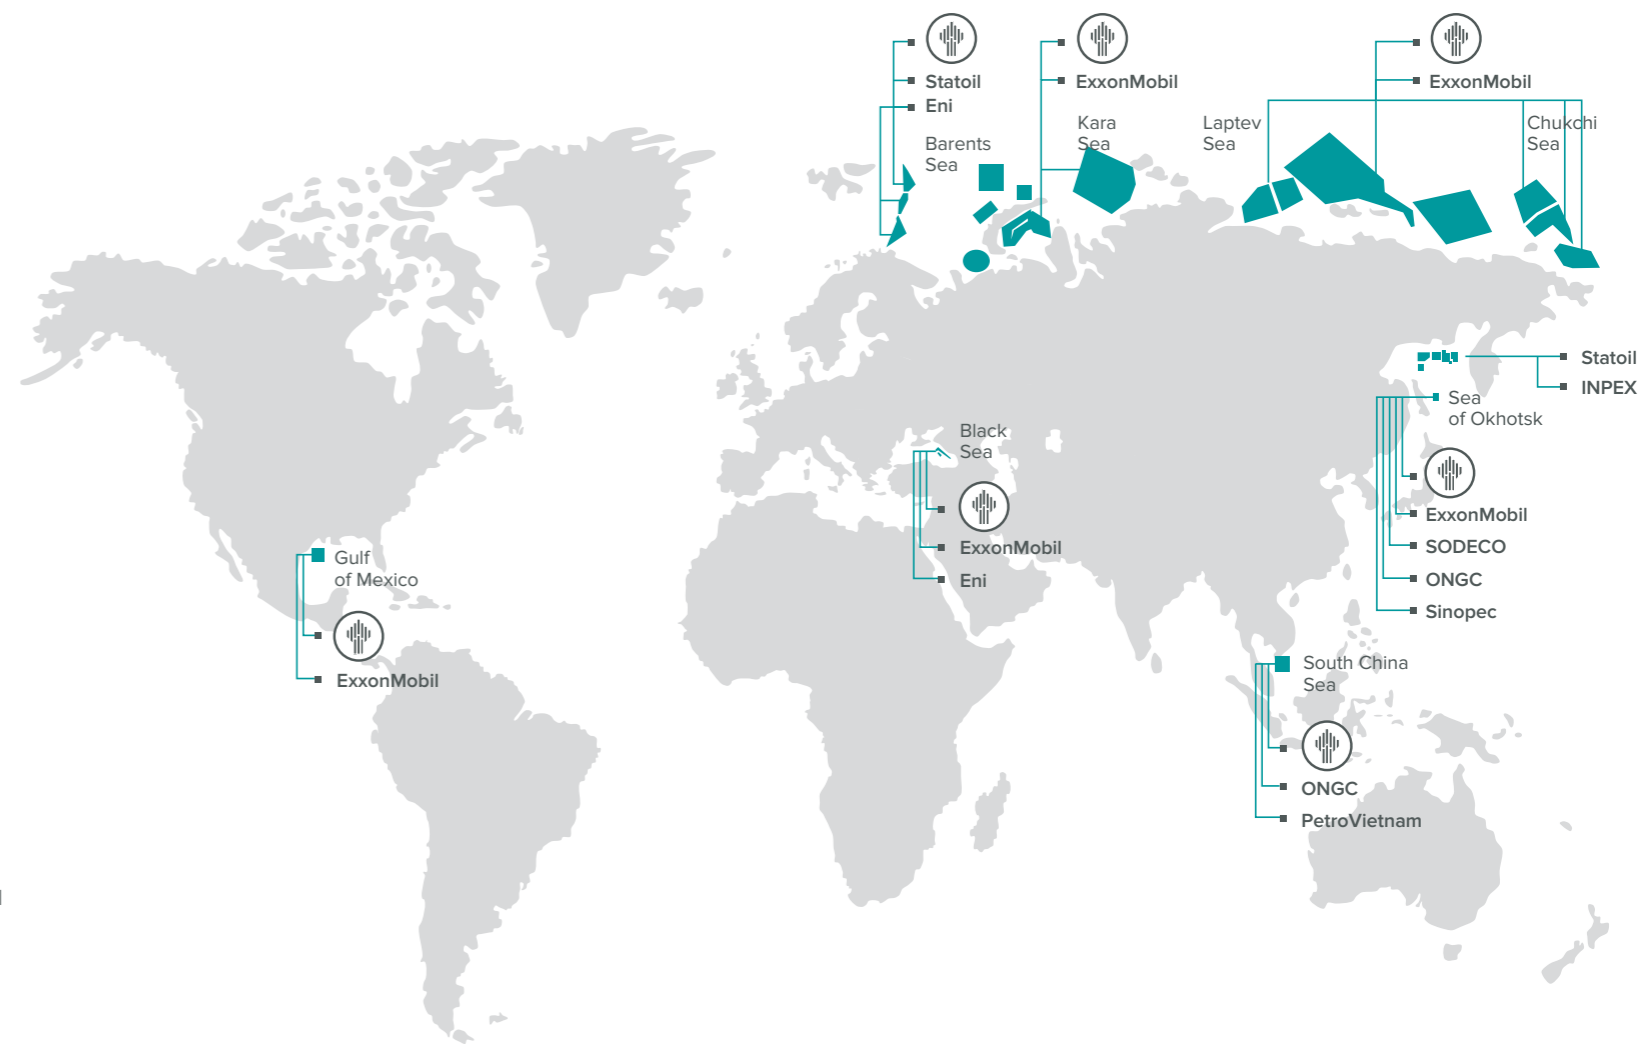 Statoil
Eni
Barents
Sea
ExxonMobil
Kara
Sea
ExxonMobil
Laptev
Sea
Chukchi
Sea
Statoil
INPEX
Sea
of Okhotsk
ExxonMobil
SODECO
ONGC
Sinopec
Black
Sea
ExxonMobil
Eni
Gulf
of Mexico
ExxonMobil
South China
Sea
ONGC
PetroVietnam